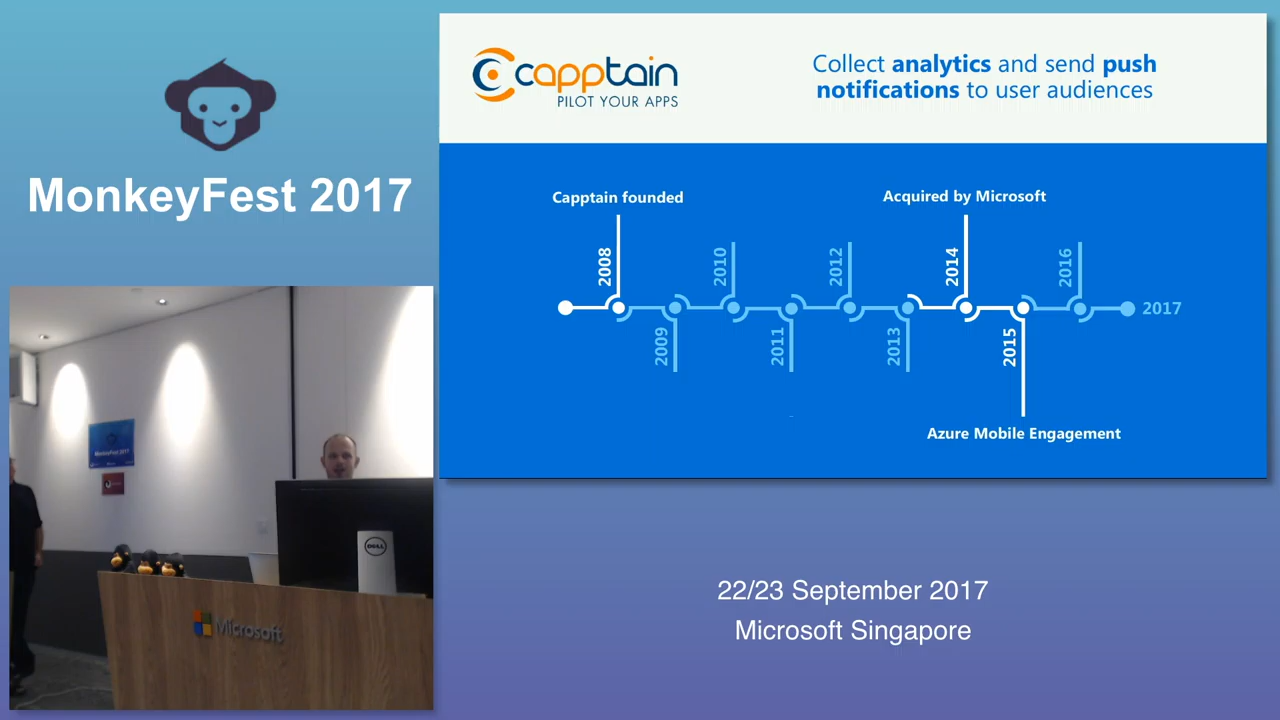 MonkeyFest 2017
capptain
PILOT YOUR APPS
Collect analytics and send push
notifications to user audiences
Capptain founded
Acquired by Microsoft
2008
2010
2012
2014
2016
2017
2009
2011
2013
2015
Azure Mobile Engagement
MonkeyFest 2017
DELL
Microsoft
22/23 September 2017
Microsoft Singapore